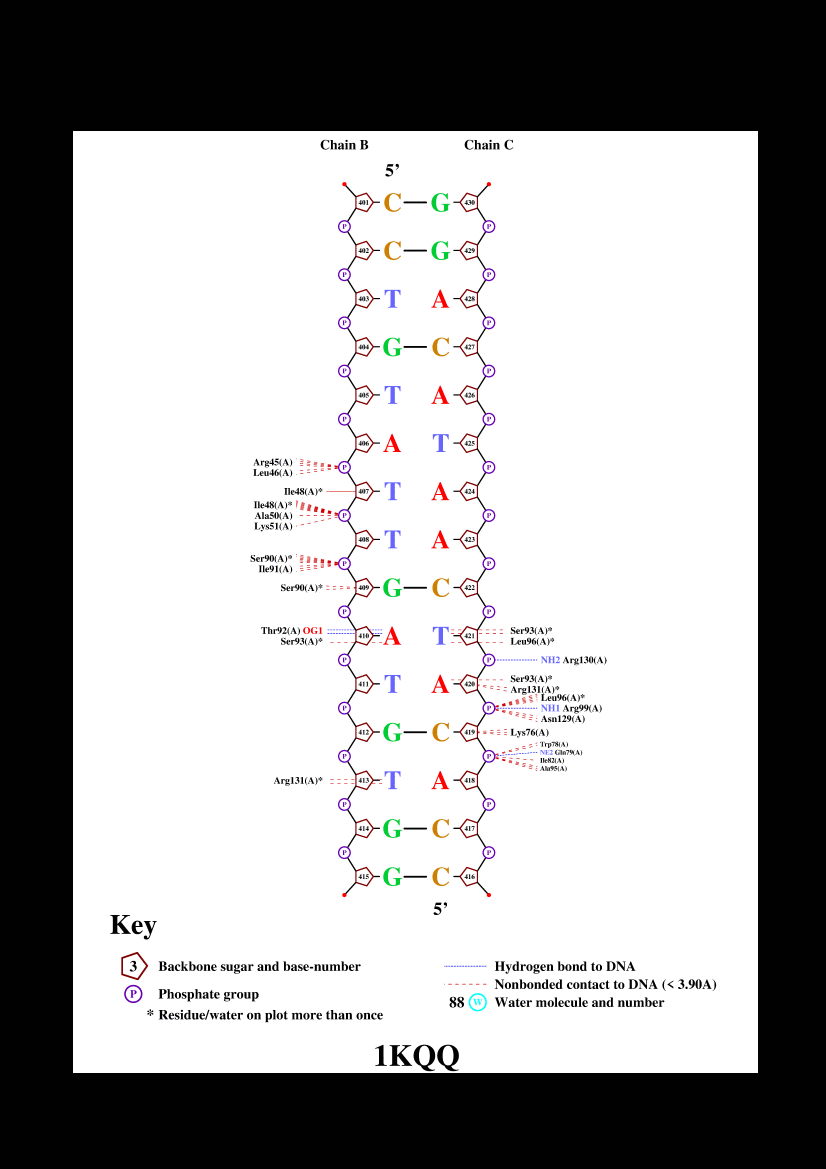 Chain B Chain C
5’
401 C G 430
P P
402 C G 429
P P
403 T A 428
P P
404 G C 427
P P
405 T A 426
P P
406 A T 425
Arg45(A)
P P
Leu46(A)
Ile48(A)* 407 T A 424
Ile48(A)*
Ala50(A) P P
Lys51(A)
408 T A 423
Ser90(A)*
P P
Ile91(A)
Ser90(A)* 409 G C 422
P P
Thr92(A) OG1 Ser93(A)*
410 A T 421
Ser93(A)* Leu96(A)*
P P NH2 Arg130(A)
Ser93(A)*
411 T A 420
Arg131(A)*
Leu96(A)*
P P NH1 Arg99(A)
Asn129(A)
412 G C 419 Lys76(A)
Trp78(A)
P P NE2 Gln79(A)
Ile82(A)
Ala95(A)
Arg131(A)* 413 T A 418
P P
414 G C 417
P P
415 G C 416
5’
Key
3 Backbone sugar and base-number
P Phosphate group
* Residue/water on plot more than once
Hydrogen bond to DNA
Nonbonded contact to DNA (< 3.90A)
88 W Water molecule and number
1KQQ